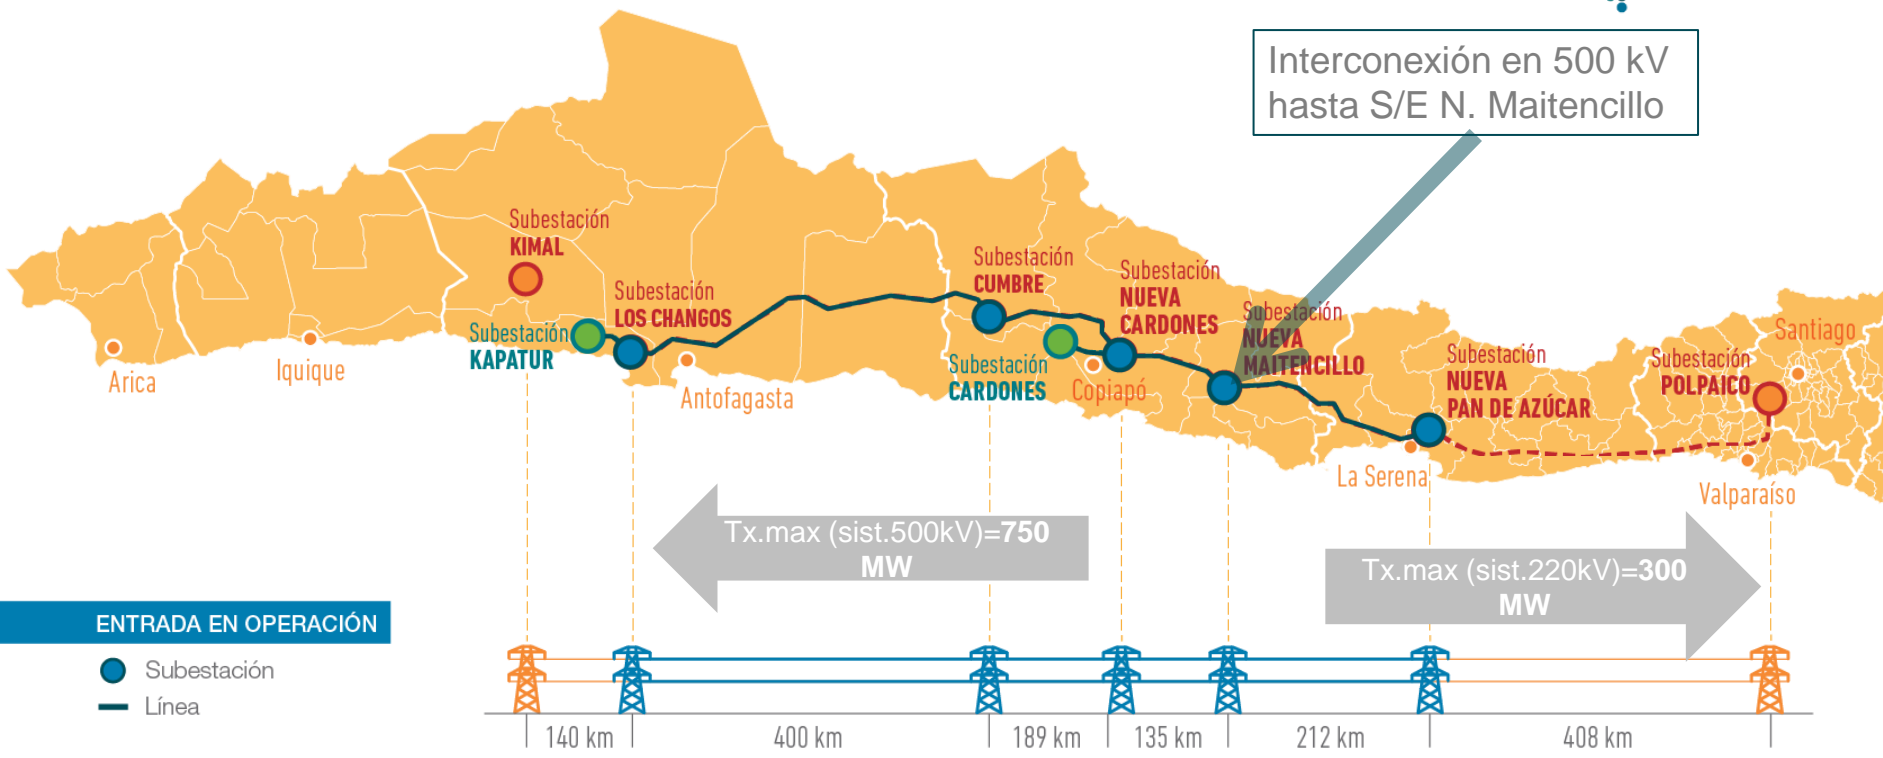 Interconexión en 500 kV
hasta S/E N. Maitencillo
Subestación
KIMAL
Subestación
LOS CHANGOS
Subestación
KAPATUR
Subestación
CUMBRE
Subestación
NUEVA
CARDONES
Subestación
CARDONES
Subestación
NUEVA
MAITENCILLO
Subestación
NUEVA
PAN DE AZÚCAR
Subestación
POLPAICO
Santiago
Arica
Iquique
Antofagasta
Copiapó
La Serena
Valparaíso
Tx.max (sist.500kV)=750
MW
Tx.max (sist.220kV)=300
MW
ENTRADA EN OPERACIÓN
Subestación
Línea
140 km
400 km
189 km
135 km
212 km
408 km